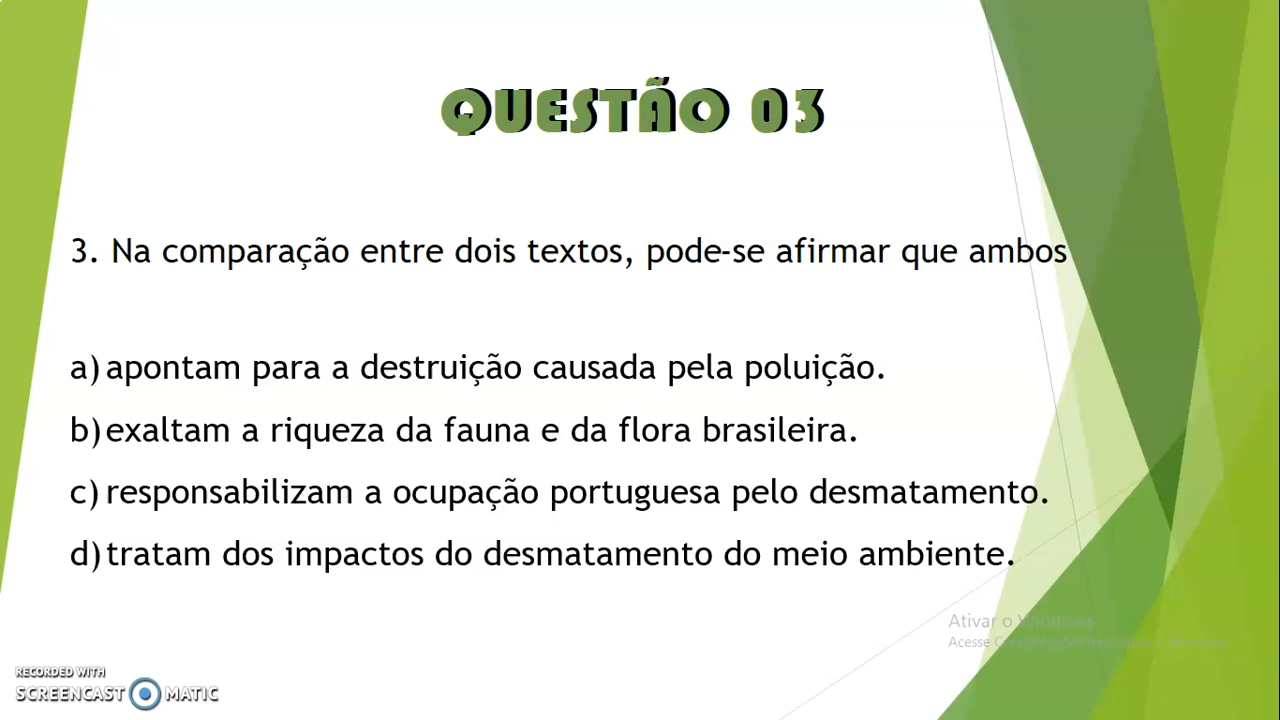 QUESTÃO 03
3. Na comparação entre dois textos, pode-se afirmar que ambos
a) apontam para a destruição causada pela poluição.
b) exaltam a riqueza da fauna e da flora brasileira.
c) responsabilizam a ocupação portuguesa pelo desmatamento.
d) tratam dos impactos do desmatamento do meio ambiente.
Ativar o Windows
Acesse
RECORDED WITH
SCREENCAST MATIC